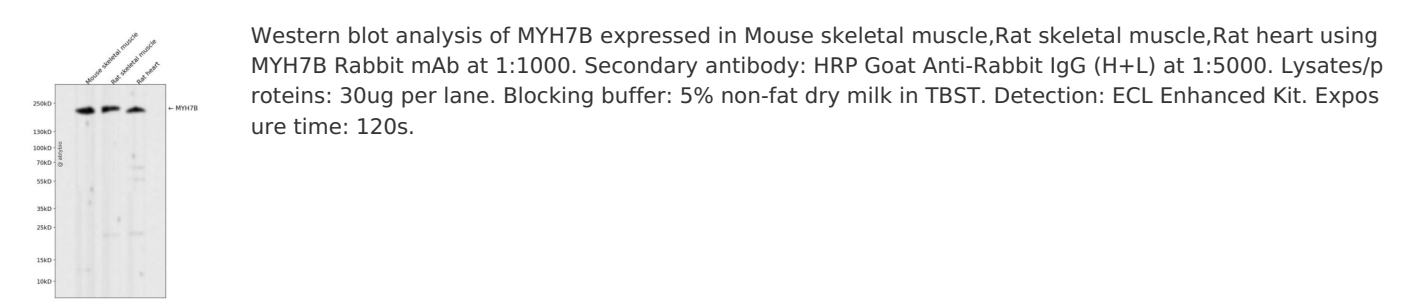 Mouse skeletal muscle
Rat skeletal muscle
Rat heart
250kD
← MYH7B
130kD
100kD
70kD
55kD
35kD
25kD
15kD
10kD
Western blot analysis of MYH7B expressed in Mouse skeletal muscle,Rat skeletal muscle,Rat heart using
MYH7B Rabbit mAb at 1:1000. Secondary antibody: HRP Goat Anti-Rabbit IgG (H+L) at 1:5000. Lysates/p
roteins: 30ug per lane. Blocking buffer: 5% non-fat dry milk in TBST. Detection: ECL Enhanced Kit. Expos
ure time: 120s.